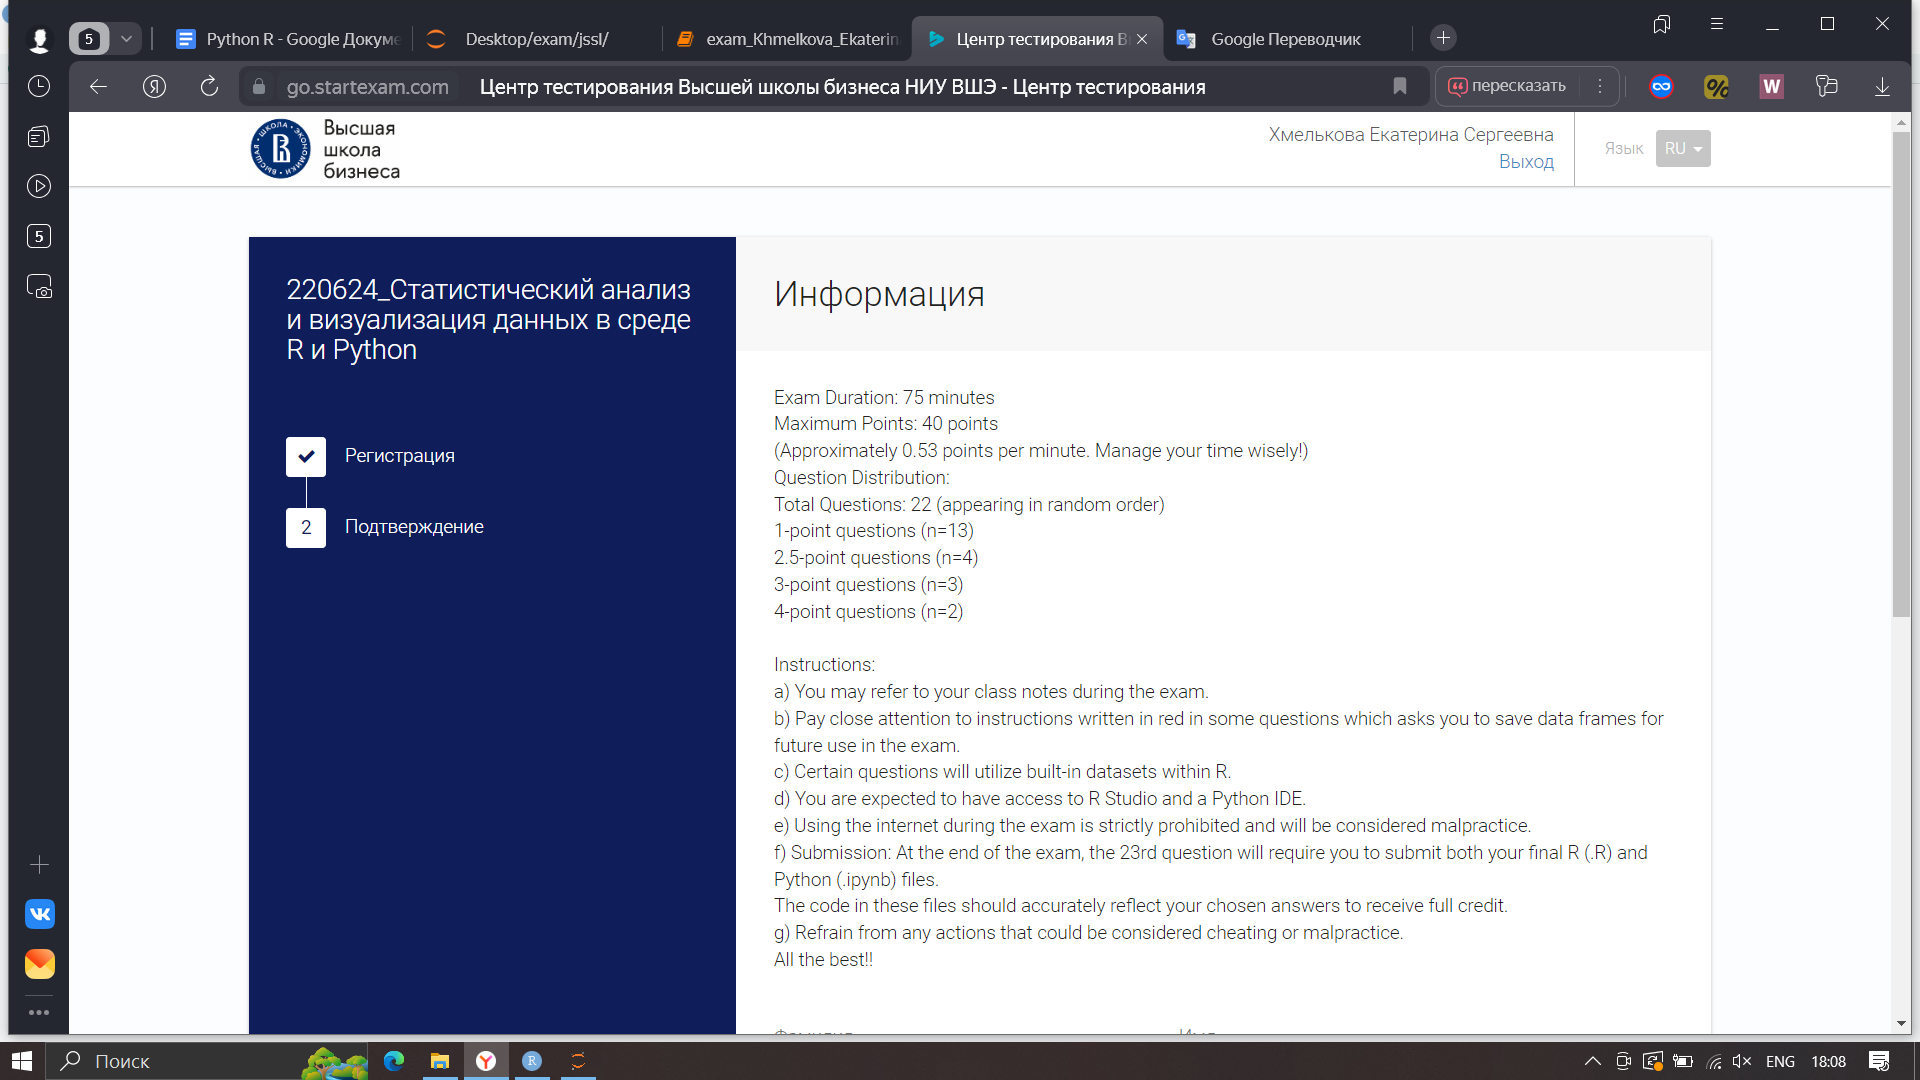 5
Python R - Google Докуме
Desktop/exam/jssl/
exam_Khmelkova_Ekaterin
Центр тестирования В
Google Переводчик
go.startexam.com
Центр тестирования Высшей школы бизнеса НИУ ВШЭ - Центр тестирования
пересказать
Высшая
школа
бизнеса
Хмелькова Екатерина Сергеевна
Выход
Язык
RU
5
220624_Статистический анализ
и визуализация данных в среде
R и Python
Регистрация
2
Подтверждение
Информация
Exam Duration: 75 minutes
Maximum Points: 40 points
(Approximately 0.53 points per minute. Manage your time wisely!)
Question Distribution:
Total Questions: 22 (appearing in random order)
1-point questions (n=13)
2.5-point questions (n=4)
3-point questions (n=3)
4-point questions (n=2)
Instructions:
a) You may refer to your class notes during the exam.
b) Pay close attention to instructions written in red in some questions which asks you to save data frames for
future use in the exam.
c) Certain questions will utilize built-in datasets within R.
d) You are expected to have access to R Studio and a Python IDE.
e) Using the internet during the exam is strictly prohibited and will be considered malpractice.
f) Submission: At the end of the exam, the 23rd question will require you to submit both your final R (.R) and
Python (.ipynb) files.
The code in these files should accurately reflect your chosen answers to receive full credit.
g) Refrain from any actions that could be considered cheating or malpractice.
All the best!!
Поиск
ENG
18:08